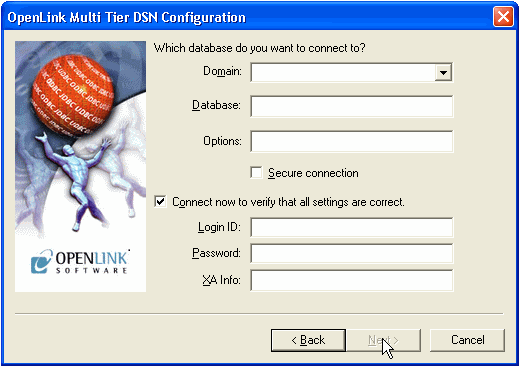 OpenLink Multi Tier DSN Configuration
Which database do you want to connect to?
Domain:
Database:
Options:
Secure connection
Connect now to verify that all settings are correct.
Login ID:
Password:
XA Info:
OPENLINK
SOFTWARE
< Back
Cancel